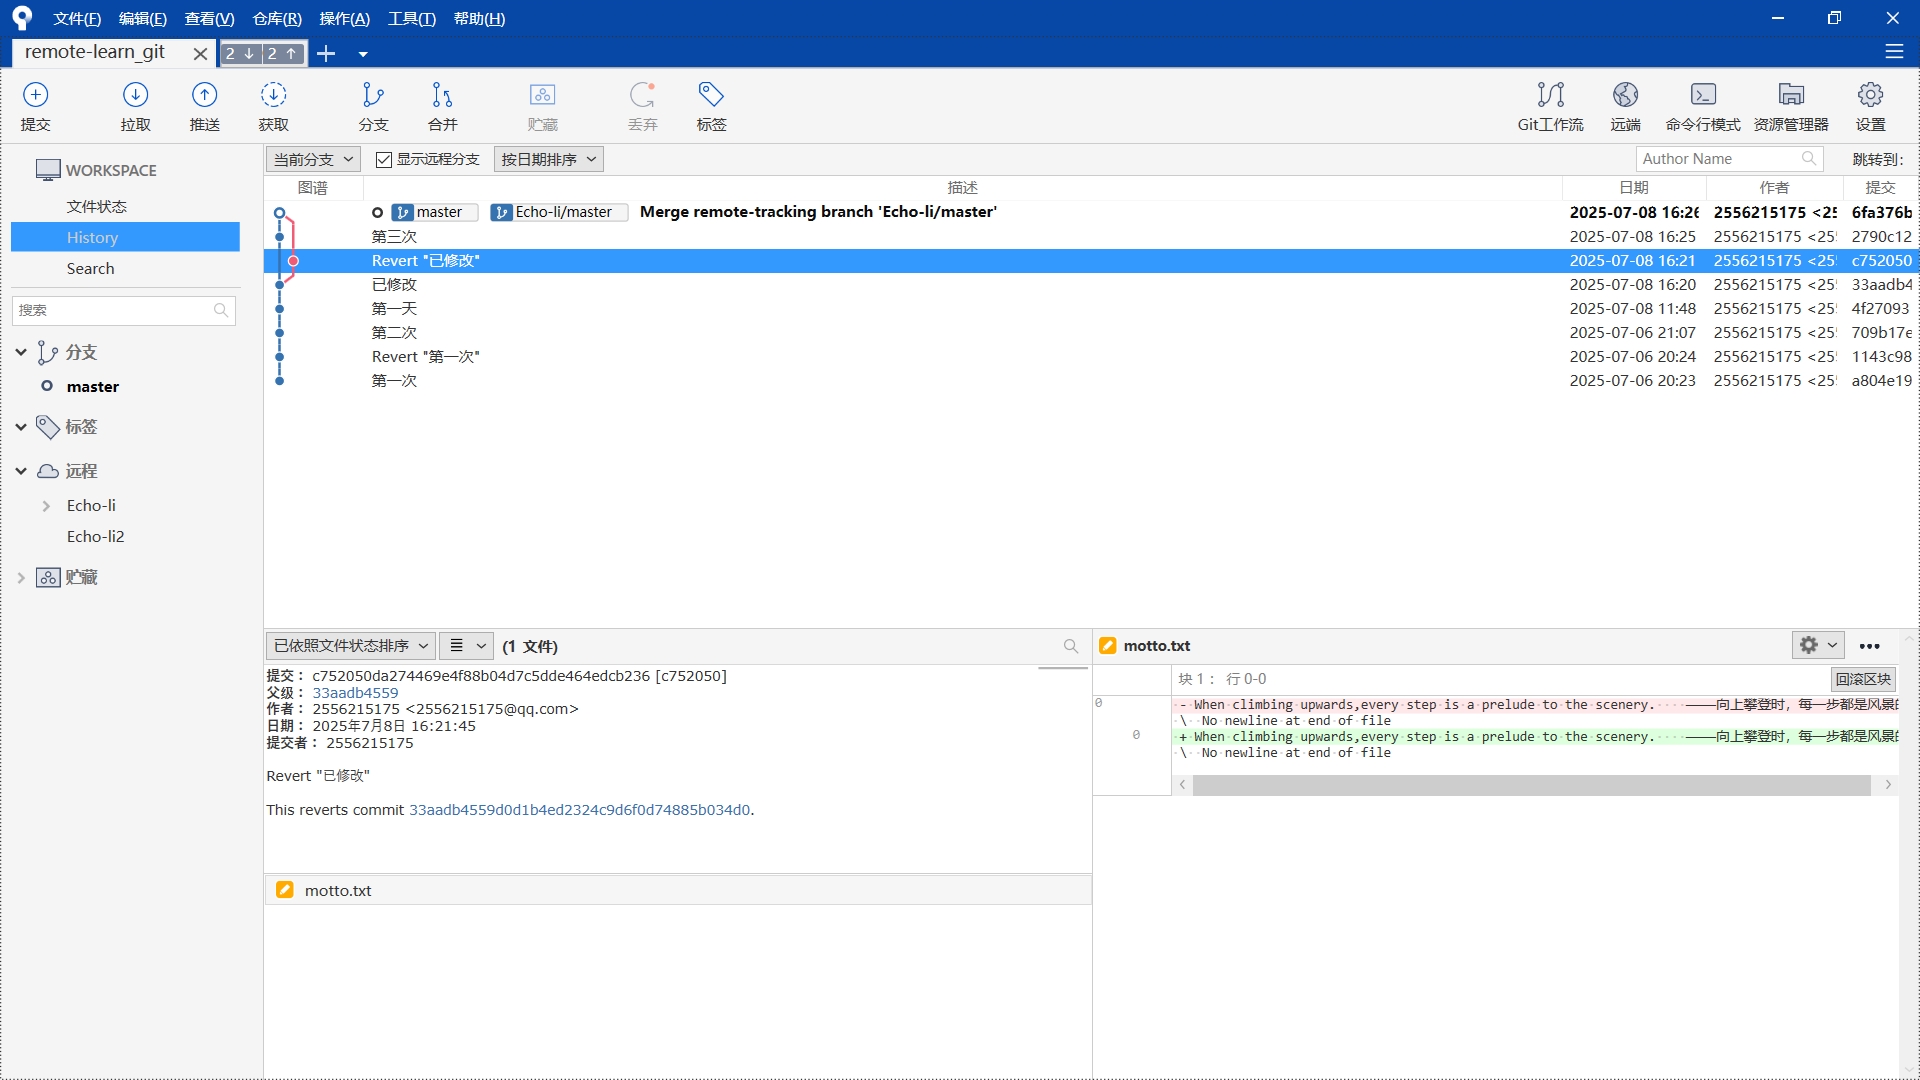 文件(F) 编辑(E) 查看(V) 仓库(R) 操作(A) 工具(T) 帮助(H)
remote-learn_git 2 ↓ 2 ↑
提交 拉取 推送 获取 分支 合并 贮藏 丢弃 标签 Git工作流 远端 命令行模式 资源管理器 设置
WORKSPACE
文件状态
History
Search
搜索
分支
master
标签
远程
Echo-li
Echo-li2
贮藏
当前分支 显示远程分支 按日期排序 Author Name 跳转到:
图谱 描述 日期 作者 提交
master Echo-li/master Merge remote-tracking branch 'Echo-li/master' 2025-07-08 16:26 2556215175 <25 6fa376b
第三次 2025-07-08 16:25 2556215175 <25 2790c12
Revert "已修改" 2025-07-08 16:21 2556215175 <25 c752050
已修改 2025-07-08 16:20 2556215175 <25 33aadb4
第一天 2025-07-08 11:48 2556215175 <25 4f27093
第二次 2025-07-06 21:07 2556215175 <25 709b17e
Revert "第一次" 2025-07-06 20:24 2556215175 <25 1143c98
第一次 2025-07-06 20:23 2556215175 <25 a804e19
已依照文件状态排序 (1 文件)
提交： c752050da274469e4f88b04d7c5dde464edcb236 [c752050]
父级： 33aadb4559
作者： 2556215175 <2556215175@qq.com>
日期： 2025年7月8日 16:21:45
提交者： 2556215175
Revert "已修改"
This reverts commit 33aadb4559d0d1b4ed2324c9d6f0d74885b034d0.
motto.txt
motto.txt
块 1： 行 0-0 回滚区块
0 - When climbing upwards,every step is a prelude to the scenery. ————向上攀登时，每一步都是风景
\ No newline at end of file
0 + When climbing upwards,every step is a prelude to the scenery. ————向上攀登时，每一步都是风景
\ No newline at end of file